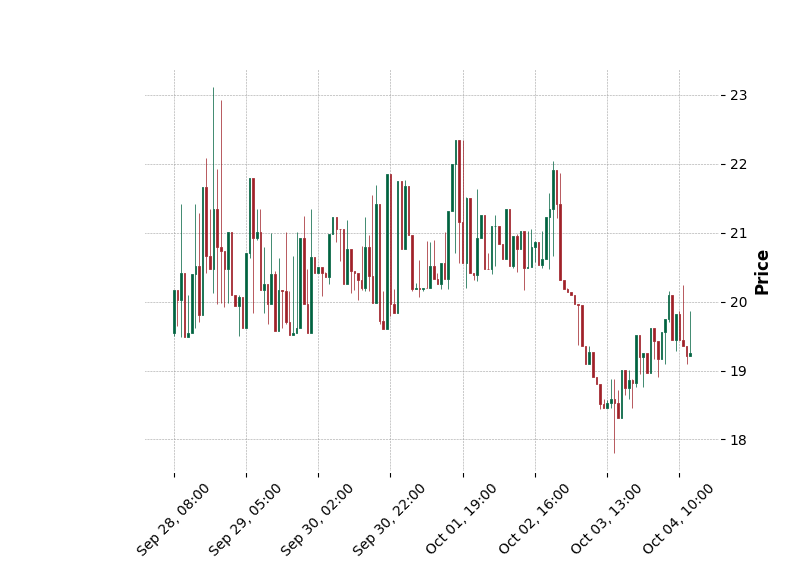 23
22
21
20
19
18
Price
Sep 28, 08:00
Sep 29, 05:00
Sep 30, 02:00
Sep 30, 22:00
Oct 01, 19:00
Oct 02, 16:00
Oct 03, 13:00
Oct 04, 10:00